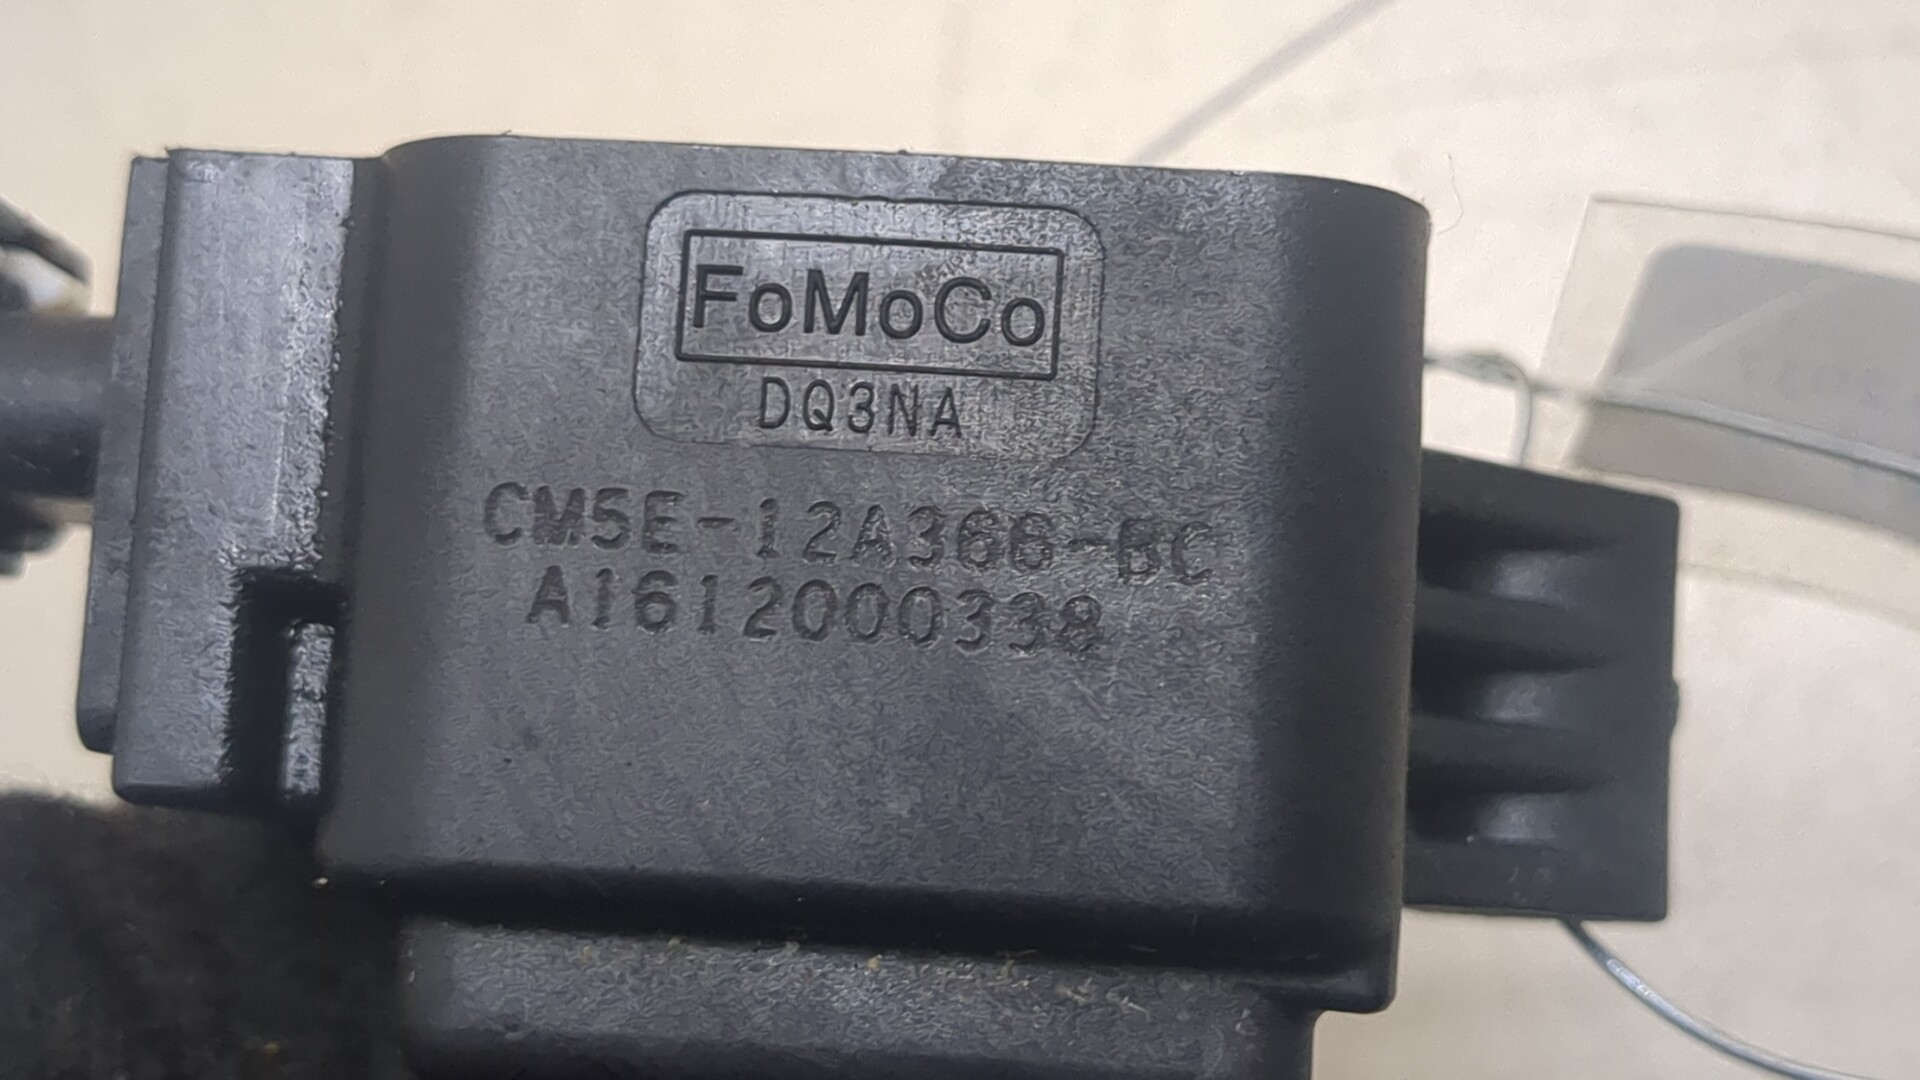 FoMoCo
DQ3NA
CM5E-12A366-BC
A1612000338